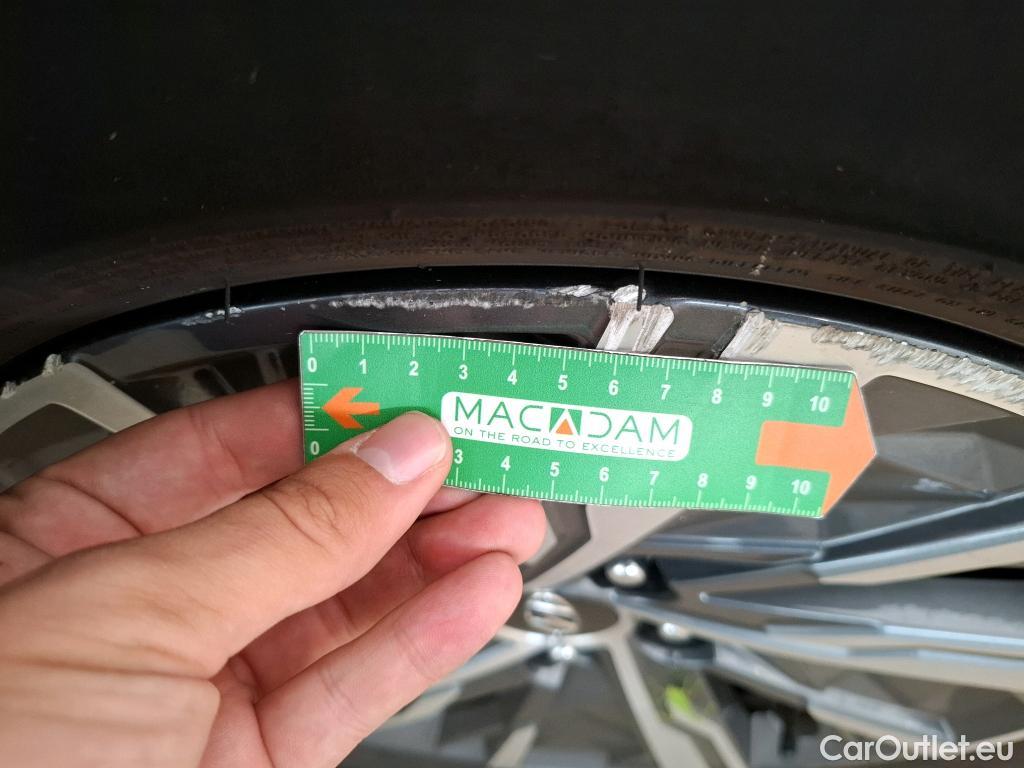 0 1 2 3 4 5 6 7 8 9 10
MACADAM
ON THE ROAD TO EXCELLENCE
0 3 4 5 6 7 8 9 10
CarOutlet.eu